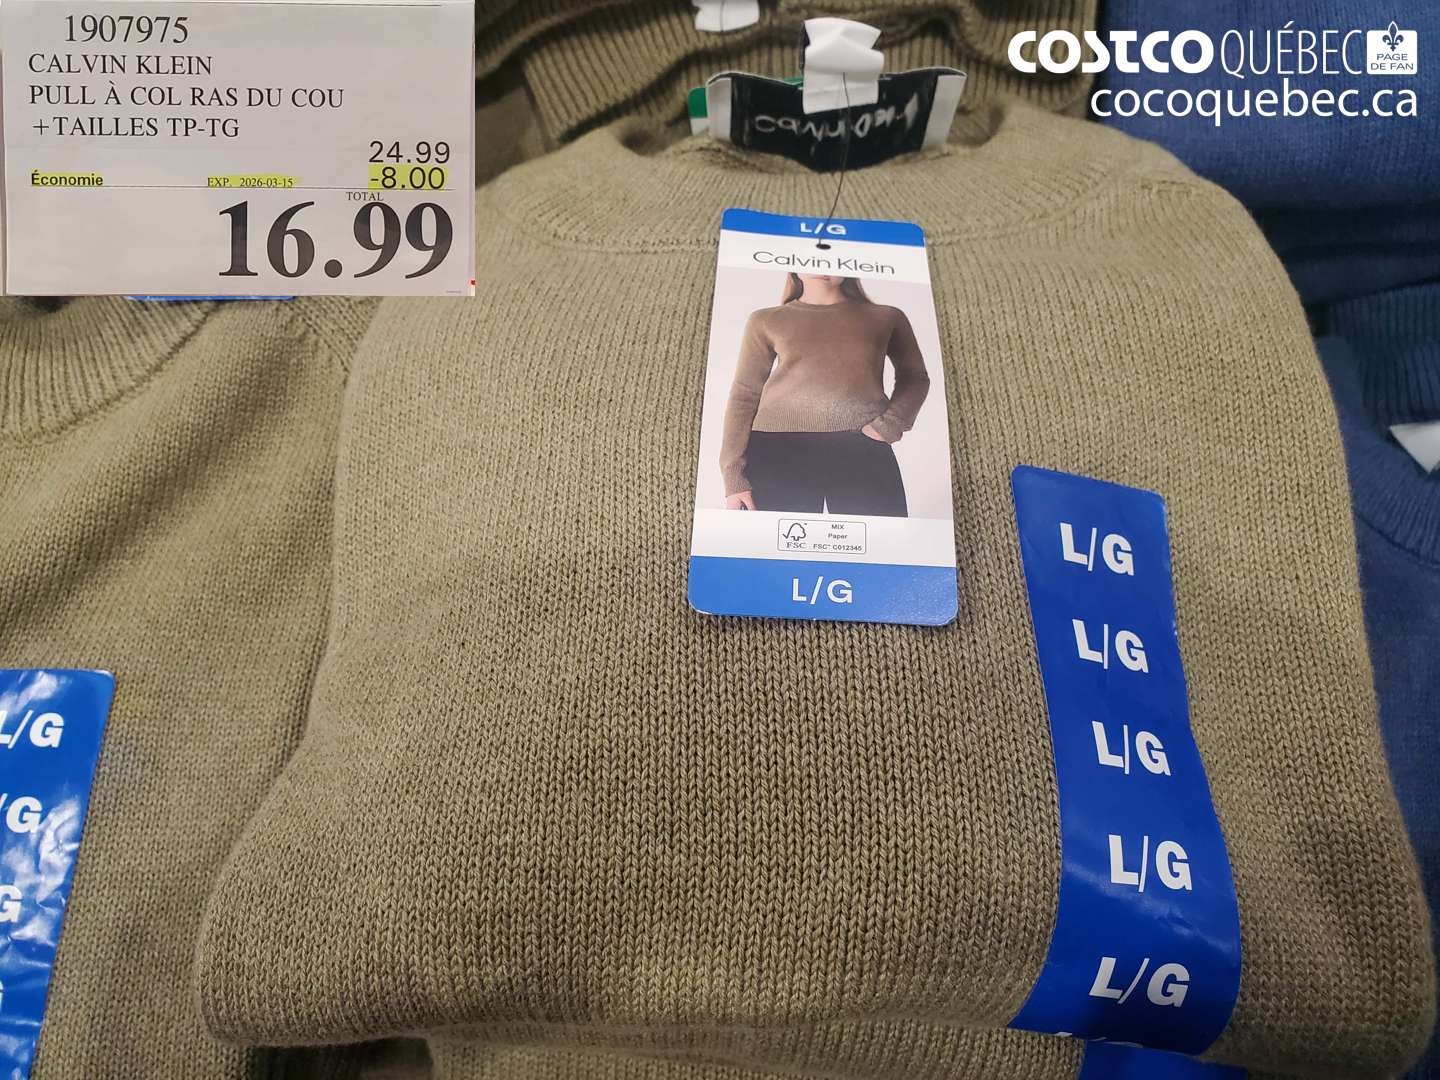 1907975
CALVIN KLEIN
PULL À COL RAS DU COU
+TAILLES TP-TG
24.99
Économie EXP. 2026-03-15 -8.00
TOTAL
16.99
COSTCO QUÉBEC PAGE DE FAN
cocoquebec.ca
L/G
Calvin Klein
MIX
Paper
FSC FSC™ C012345
L/G
L/G
L/G
L/G
L/G
L/G
L/G
/G
G